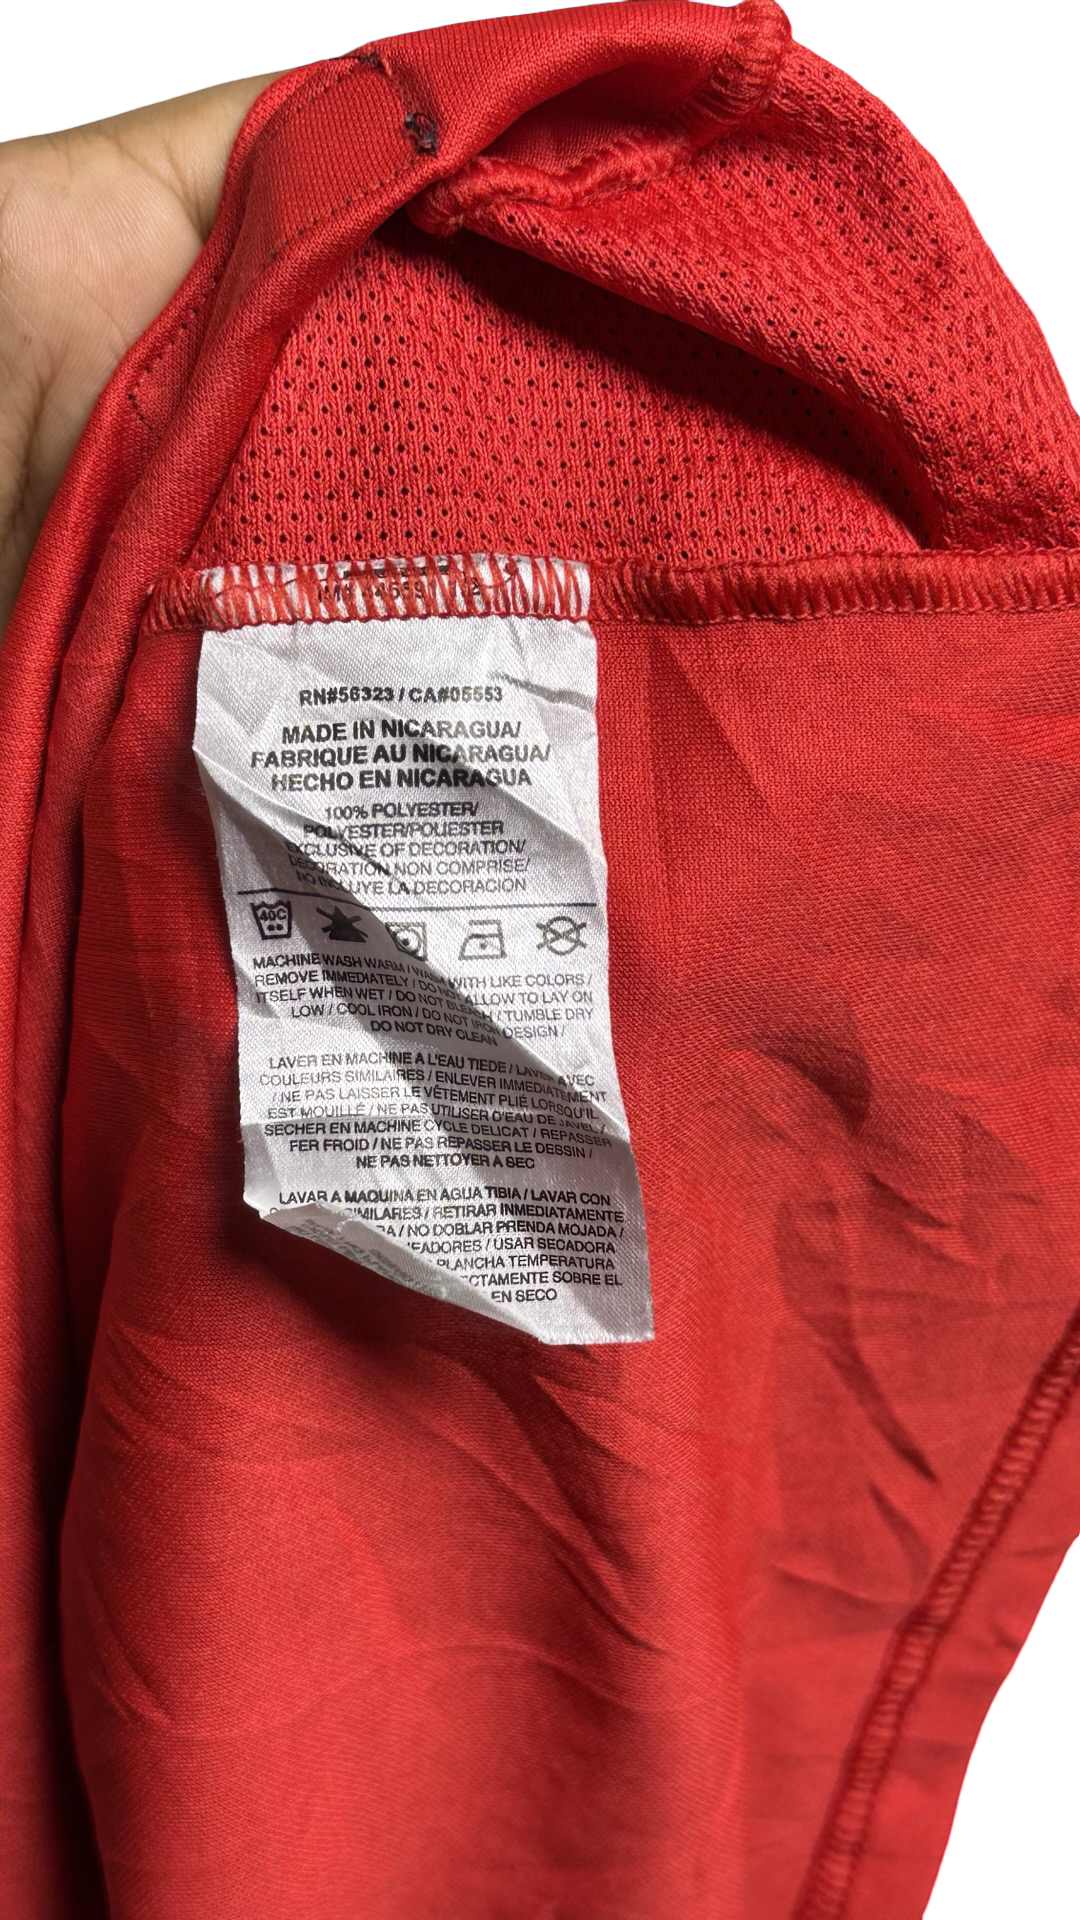 RN#56323 / CA#05553
MADE IN NICARAGUA/
FABRIQUE AU NICARAGUA/
HECHO EN NICARAGUA
100% POLYESTER/
POLYESTER/POLIESTER
EXCLUSIVE OF DECORATION/
DECORATION NON COMPRISE/
NO INCLUYE LA DECORACION
40C
MACHINE WASH WARM / WASH WITH LIKE COLORS /
REMOVE IMMEDIATELY / DO NOT ALLOW TO LAY ON
ITSELF WHEN WET / DO NOT BLEACH / TUMBLE DRY
LOW / COOL IRON / DO NOT IRON DESIGN /
DO NOT DRY CLEAN
LAVER EN MACHINE A L'EAU TIEDE / LAVER AVEC
COULEURS SIMILAIRES / ENLEVER IMMEDIATEMENT
/ NE PAS LAISSER LE VÊTEMENT PLIÉ LORSQU'IL
EST MOUILLÉ / NE PAS UTILISER D'EAU DE JAVEL /
SECHER EN MACHINE CYCLE DELICAT / REPASSER
FER FROID / NE PAS REPASSER LE DESSIN /
NE PAS NETTOYER A SEC
LAVAR A MAQUINA EN AGUA TIBIA / LAVAR CON
SIMILARES / RETIRAR INMEDIATAMENTE
/ NO DOBLAR PRENDA MOJADA /
/ USAR SECADORA
PLANCHA TEMPERATURA
SOBRE EL
EN SECO